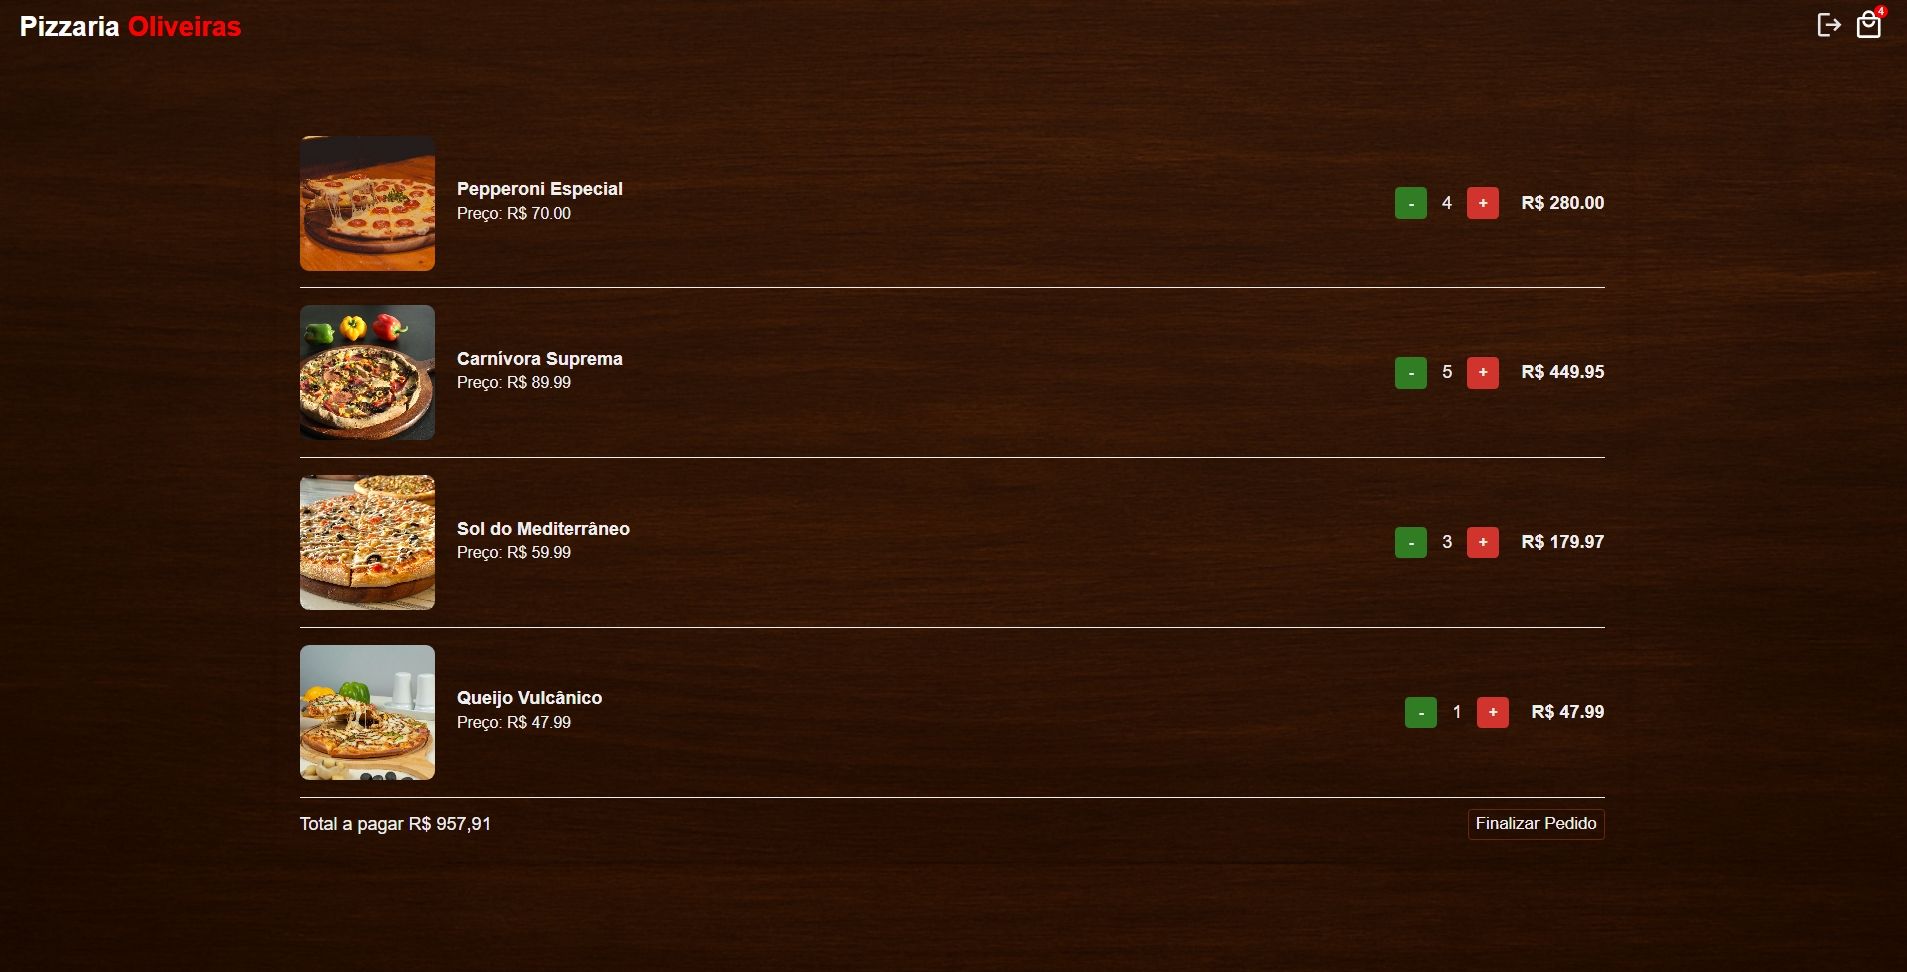 Pizzaria Oliveiras
4
Pepperoni Especial
Preço: R$ 70.00
- 4 + R$ 280.00
Carnívora Suprema
Preço: R$ 89.99
- 5 + R$ 449.95
Sol do Mediterrâneo
Preço: R$ 59.99
- 3 + R$ 179.97
Queijo Vulcânico
Preço: R$ 47.99
- 1 + R$ 47.99
Total a pagar R$ 957,91
Finalizar Pedido